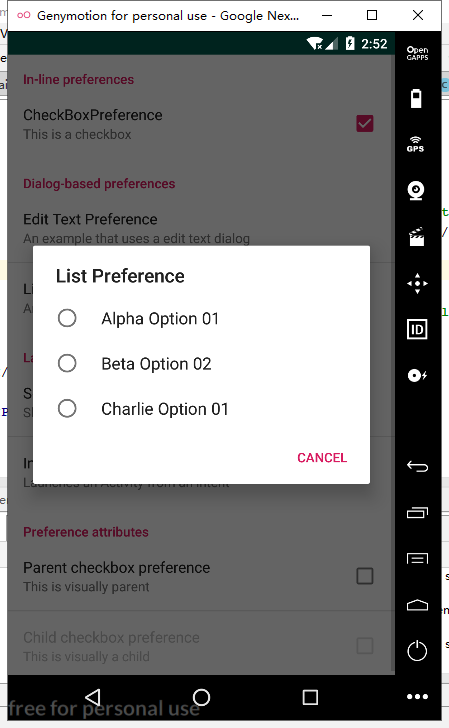 Genymotion for personal use - Google Nex...
2:52
Open
GAPPS
In-line preferences
CheckBoxPreference
This is a checkbox
GPS
Dialog-based preferences
Edit Text Preference
An example that uses a edit text dialog
List Preference
Alpha Option 01
ID
Beta Option 02
Charlie Option 01
CANCEL
Launches an Activity from an Intent
Preference attributes
Parent checkbox preference
This is visually parent
Child checkbox preference
This is visually a child
free for personal use